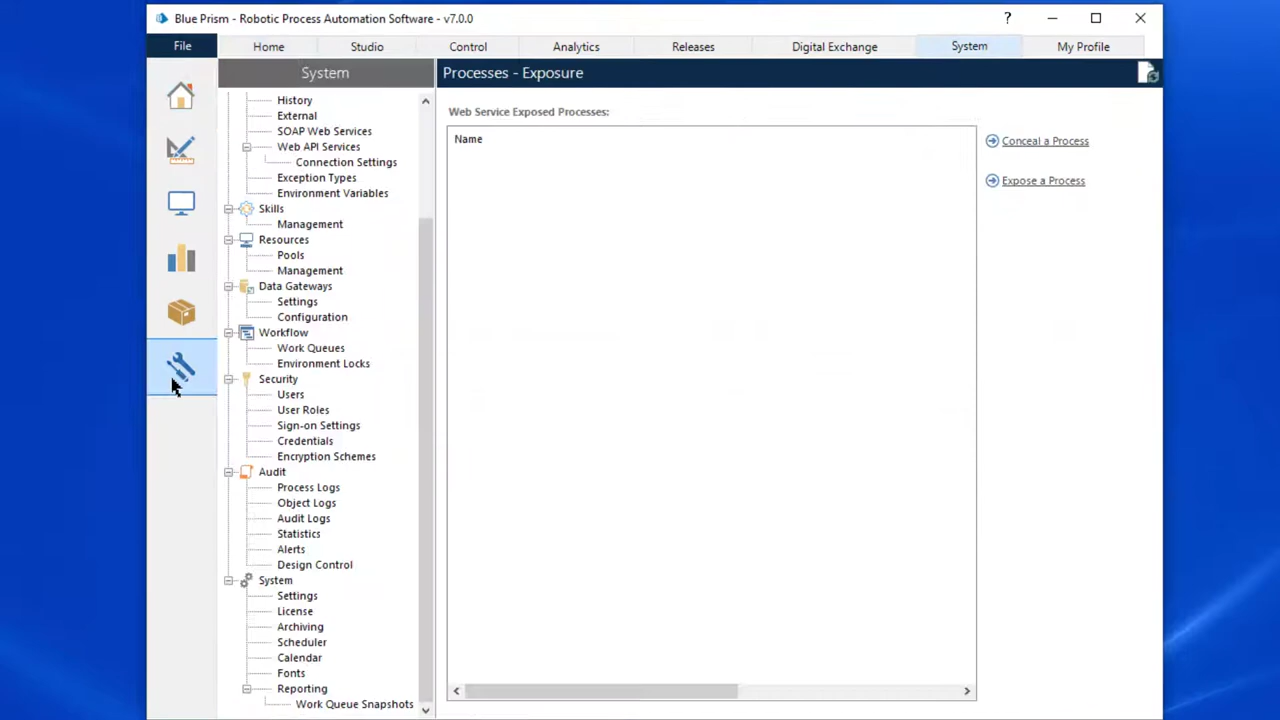 Blue Prism - Robotic Process Automation Software - v7.0.0
?
File
Home
Studio
Control
Analytics
Releases
Digital Exchange
System
My Profile
System
Processes - Exposure
History
External
SOAP Web Services
Web API Services
Connection Settings
Exception Types
Environment Variables
Skills
Management
Resources
Pools
Management
Data Gateways
Settings
Configuration
Workflow
Work Queues
Environment Locks
Security
Users
User Roles
Sign-on Settings
Credentials
Encryption Schemes
Audit
Process Logs
Object Logs
Audit Logs
Statistics
Alerts
Design Control
System
Settings
License
Archiving
Scheduler
Calendar
Fonts
Reporting
Work Queue Snapshots
Web Service Exposed Processes:
Name
Conceal a Process
Expose a Process